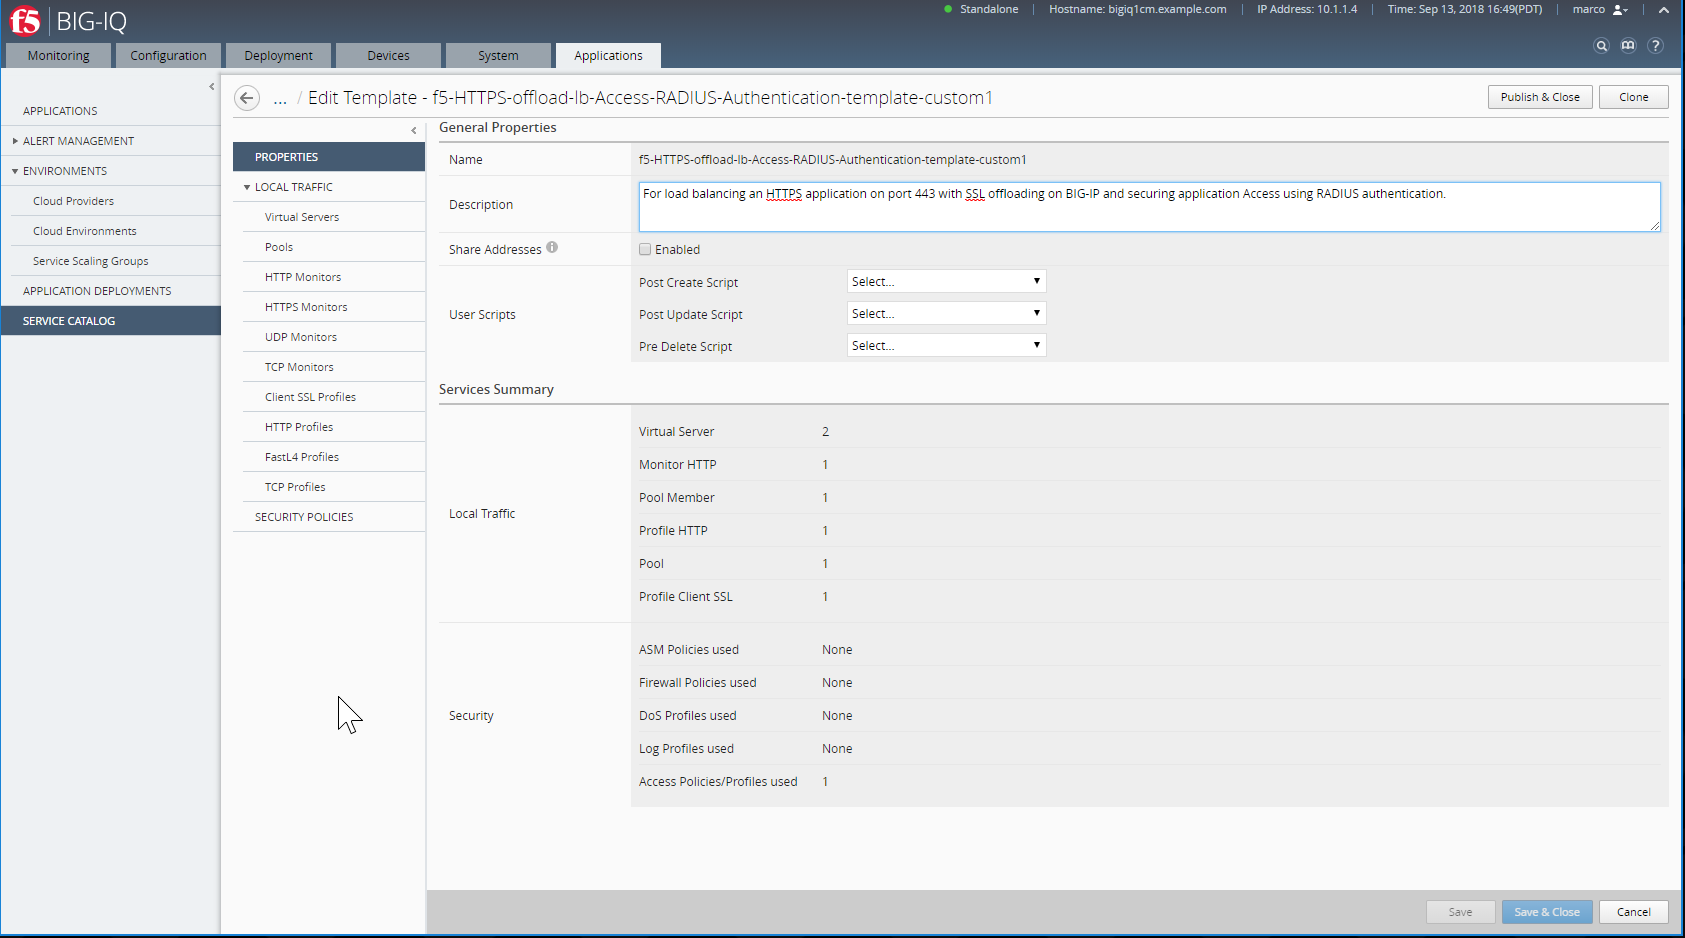 f5 BIG-IQ
Standalone Hostname: bigiq1cm.example.com IP Address: 10.1.1.4 Time: Sep 13, 2018 16:49(PDT) marco
Monitoring Configuration Deployment Devices System Applications
?
APPLICATIONS
ALERT MANAGEMENT
ENVIRONMENTS
Cloud Providers
Cloud Environments
Service Scaling Groups
APPLICATION DEPLOYMENTS
SERVICE CATALOG
... / Edit Template - f5-HTTPS-offload-lb-Access-RADIUS-Authentication-template-custom1
Publish & Close Clone
PROPERTIES
LOCAL TRAFFIC
Virtual Servers
Pools
HTTP Monitors
HTTPS Monitors
UDP Monitors
TCP Monitors
Client SSL Profiles
HTTP Profiles
FastL4 Profiles
TCP Profiles
SECURITY POLICIES
General Properties
Name f5-HTTPS-offload-lb-Access-RADIUS-Authentication-template-custom1
Description For load balancing an HTTPS application on port 443 with SSL offloading on BIG-IP and securing application Access using RADIUS authentication.
Share Addresses Enabled
User Scripts
Post Create Script Select...
Post Update Script Select...
Pre Delete Script Select...
Services Summary
Local Traffic
Virtual Server 2
Monitor HTTP 1
Pool Member 1
Profile HTTP 1
Pool 1
Profile Client SSL 1
Security
ASM Policies used None
Firewall Policies used None
DoS Profiles used None
Log Profiles used None
Access Policies/Profiles used 1
Save Save & Close Cancel